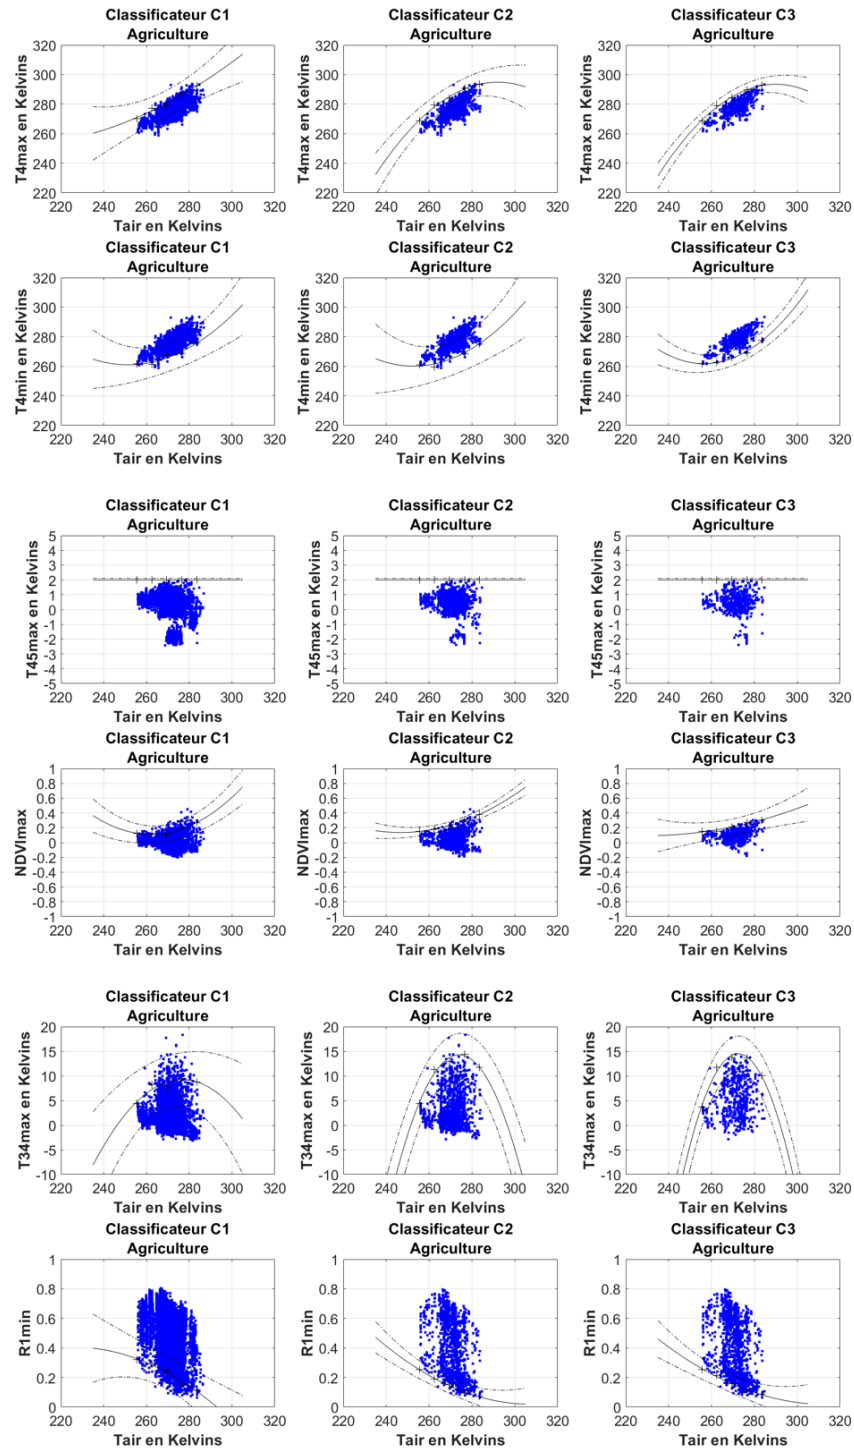 Classificateur C1
Agriculture
T4max en Kelvins
320
300
280
260
240
220
220 240 260 280 300 320
Tair en Kelvins
Classificateur C2
Agriculture
T4max en Kelvins
320
300
280
260
240
220
220 240 260 280 300 320
Tair en Kelvins
Classificateur C3
Agriculture
T4max en Kelvins
320
300
280
260
240
220
220 240 260 280 300 320
Tair en Kelvins
Classificateur C1
Agriculture
T4min en Kelvins
320
300
280
260
240
220
220 240 260 280 300 320
Tair en Kelvins
Classificateur C2
Agriculture
T4min en Kelvins
320
300
280
260
240
220
220 240 260 280 300 320
Tair en Kelvins
Classificateur C3
Agriculture
T4min en Kelvins
320
300
280
260
240
220
220 240 260 280 300 320
Tair en Kelvins
Classificateur C1
Agriculture
T45max en Kelvins
5
4
3
2
1
0
-1
-2
-3
-4
-5
220 240 260 280 300 320
Tair en Kelvins
Classificateur C2
Agriculture
T45max en Kelvins
5
4
3
2
1
0
-1
-2
-3
-4
-5
220 240 260 280 300 320
Tair en Kelvins
Classificateur C3
Agriculture
T45max en Kelvins
5
4
3
2
1
0
-1
-2
-3
-4
-5
220 240 260 280 300 320
Tair en Kelvins
Classificateur C1
Agriculture
NDVImax
1
0.8
0.6
0.4
0.2
0
-0.2
-0.4
-0.6
-0.8
-1
220 240 260 280 300 320
Tair en Kelvins
Classificateur C2
Agriculture
NDVImax
1
0.8
0.6
0.4
0.2
0
-0.2
-0.4
-0.6
-0.8
-1
220 240 260 280 300 320
Tair en Kelvins
Classificateur C3
Agriculture
NDVImax
1
0.8
0.6
0.4
0.2
0
-0.2
-0.4
-0.6
-0.8
-1
220 240 260 280 300 320
Tair en Kelvins
Classificateur C1
Agriculture
T34max en Kelvins
20
15
10
5
0
-5
-10
220 240 260 280 300 320
Tair en Kelvins
Classificateur C2
Agriculture
T34max en Kelvins
20
15
10
5
0
-5
-10
220 240 260 280 300 320
Tair en Kelvins
Classificateur C3
Agriculture
T34max en Kelvins
20
15
10
5
0
-5
-10
220 240 260 280 300 320
Tair en Kelvins
Classificateur C1
Agriculture
R1min
1
0.8
0.6
0.4
0.2
0
220 240 260 280 300 320
Tair en Kelvins
Classificateur C2
Agriculture
R1min
1
0.8
0.6
0.4
0.2
0
220 240 260 280 300 320
Tair en Kelvins
Classificateur C3
Agriculture
R1min
1
0.8
0.6
0.4
0.2
0
220 240 260 280 300 320
Tair en Kelvins